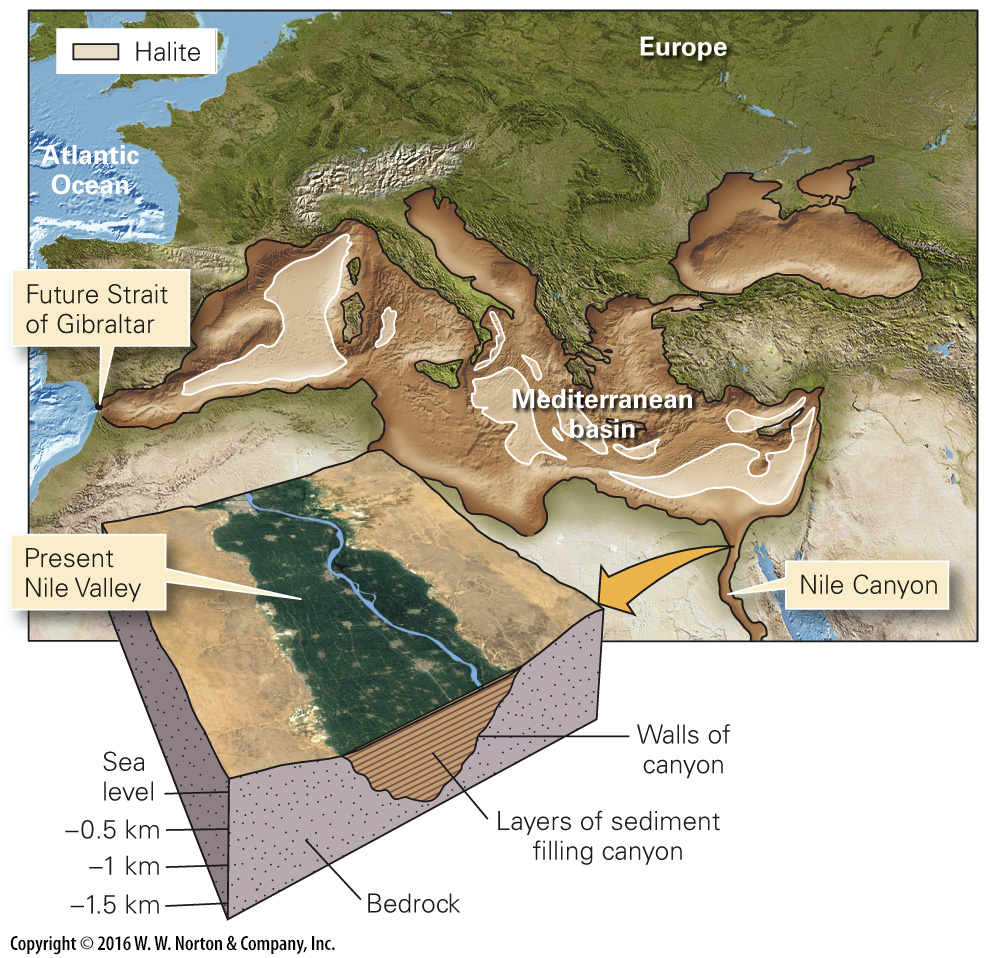 Halite
Europe
Atlantic
Ocean
Future Strait
of Gibraltar
Mediterranean
basin
Present
Nile Valley
Nile Canyon
Walls of
canyon
Sea
level
–0.5 km
–1 km
–1.5 km
Layers of sediment
filling canyon
Bedrock
Copyright © 2016 W. W. Norton & Company, Inc.